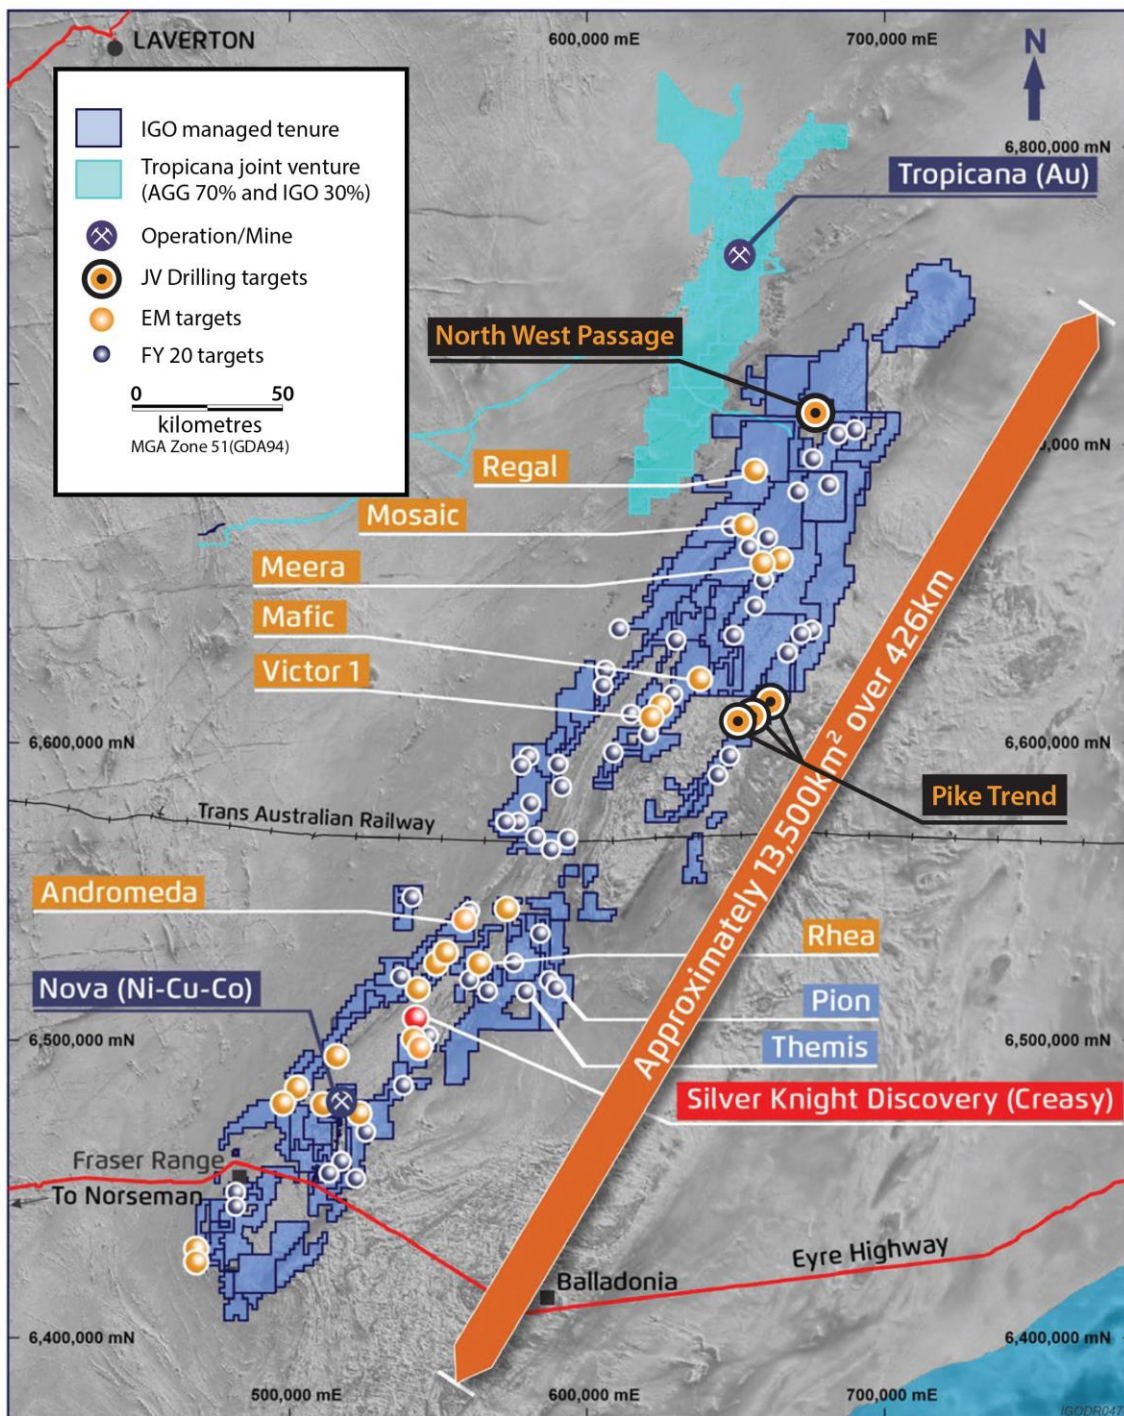 LAVERTON
600,000 mE
700,000 mE
N
IGO managed tenure
Tropicana joint venture
(AGG 70% and IGO 30%)
Operation/Mine
JV Drilling targets
EM targets
FY 20 targets
0 50
kilometres
MGA Zone 51(GDA94)
6,800,000 mN
Tropicana (Au)
North West Passage
0,000 mN
Regal
Mosaic
Meera
Mafic
Victor 1
6,600,000 mN
6,600,000 mN
Approximately 13,500km² over 426km
Pike Trend
Trans Australian Railway
Andromeda
Rhea
Nova (Ni-Cu-Co)
Pion
6,500,000 mN
6,500,000 mN
Themis
Silver Knight Discovery (Creasy)
Fraser Range
To Norseman
Eyre Highway
Balladonia
6,400,000 mN
6,400,000 mN
500,000 mE
600,000 mE
700,000 mE